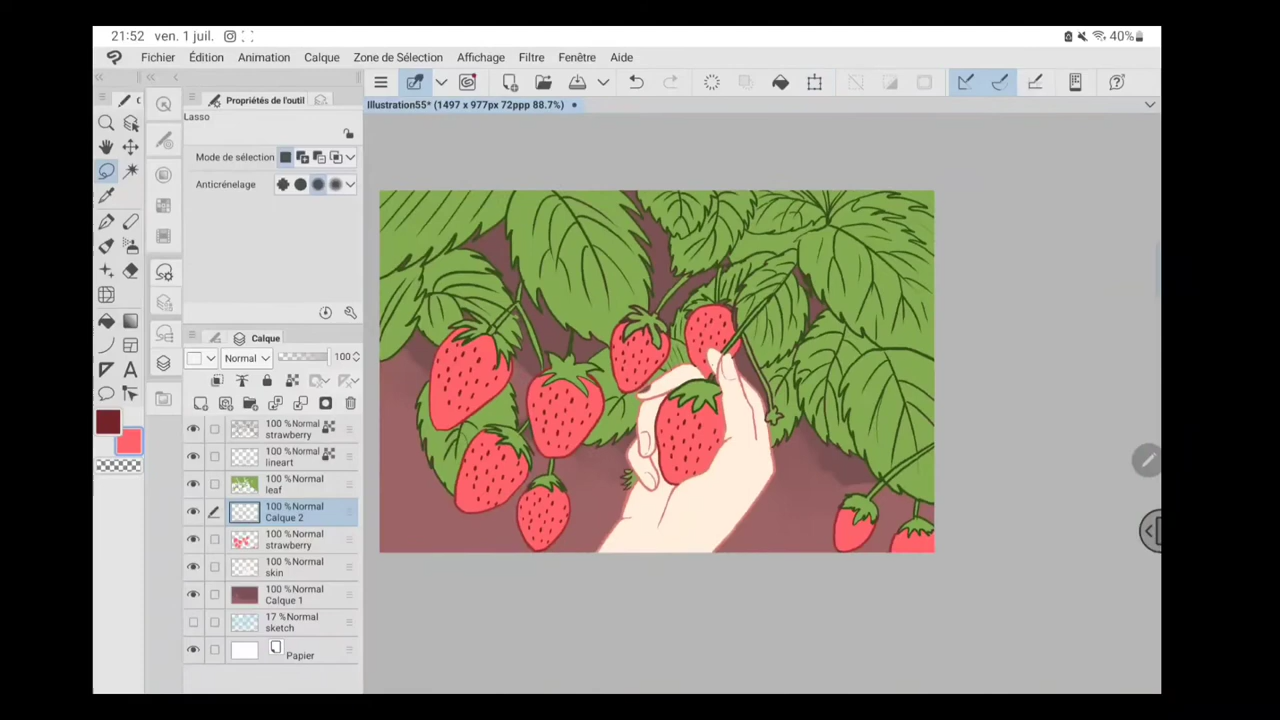 21:52 ven. 1 juil. 40%
Fichier Édition Animation Calque Zone de Sélection Affichage Filtre Fenêtre Aide
Propriétés de l'outil
Illustration55* (1497 x 977px 72ppp 88.7%)
Lasso
Mode de sélection
Anticrénelage
Calque
Normal 100
100 %Normal
strawberry
100 %Normal
lineart
100 %Normal
leaf
100 %Normal
Calque 2
100 %Normal
strawberry
100 %Normal
skin
100 %Normal
Calque 1
17 %Normal
sketch
Papier